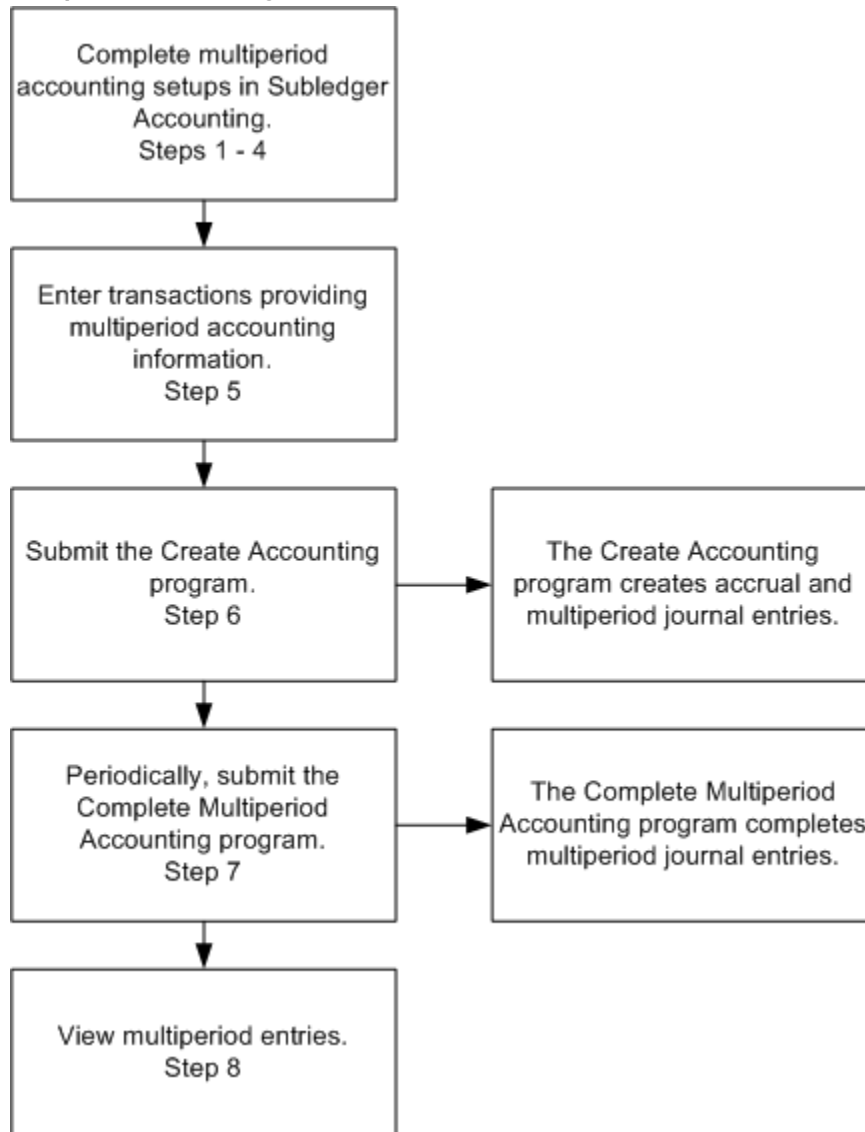 Complete multiperiod
accounting setups in Subledger
Accounting.
Steps 1 - 4
Enter transactions providing
multiperiod accounting
information.
Step 5
Submit the Create Accounting
program.
Step 6
The Create Accounting
program creates accrual and
multiperiod journal entries.
Periodically, submit the
Complete Multiperiod
Accounting program.
Step 7
The Complete Multiperiod
Accounting program completes
multiperiod journal entries.
View multiperiod entries.
Step 8